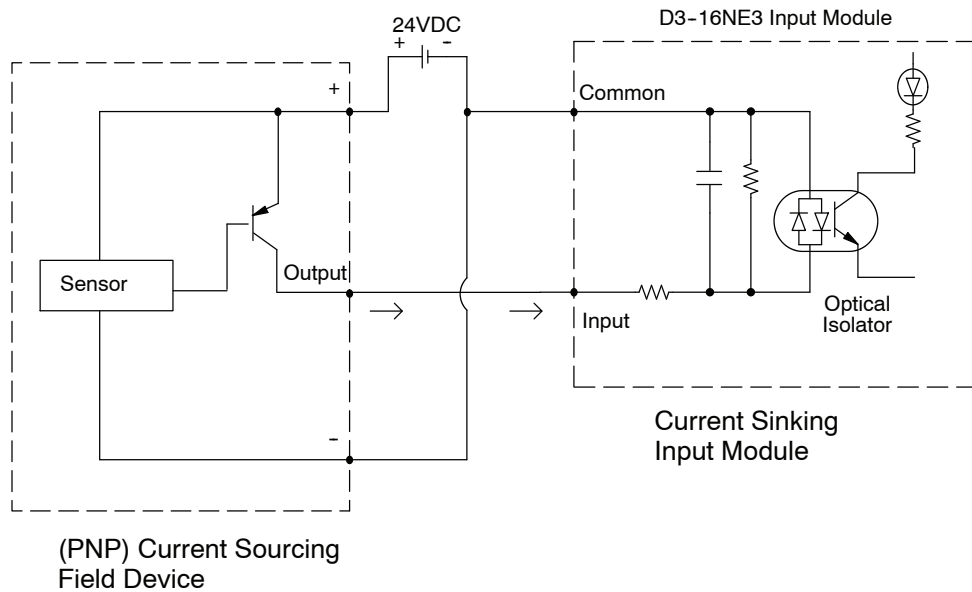 D3-16NE3 Input Module
24VDC
+ -
+
Common
Sensor
Output
Input
Optical
Isolator
-
Current Sinking
Input Module
(PNP) Current Sourcing
Field Device